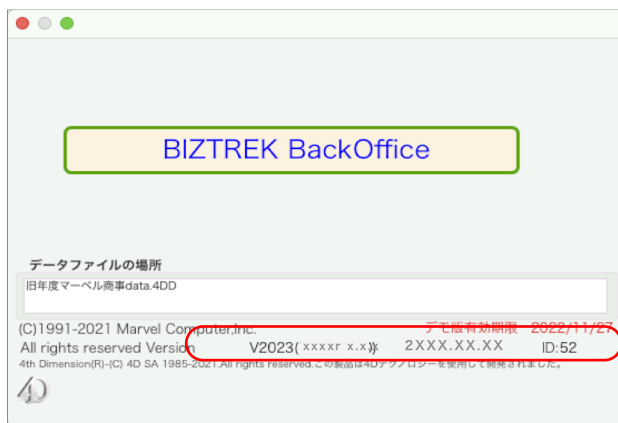 BIZTREK BackOffice
データファイルの場所
旧年度マーベル商事data.4DD
(C)1991-2021 Marvel Computer,Inc. デモ版有効期限 2022/11/27
All rights reserved Version V2023( xxxxr x.x)) 2XXX.XX.XX ID:52
4th Dimension(R)-(C) 4D SA 1985-2021.All rights reserved.この製品は4Dテクノロジーを使用して開発されました。
4D